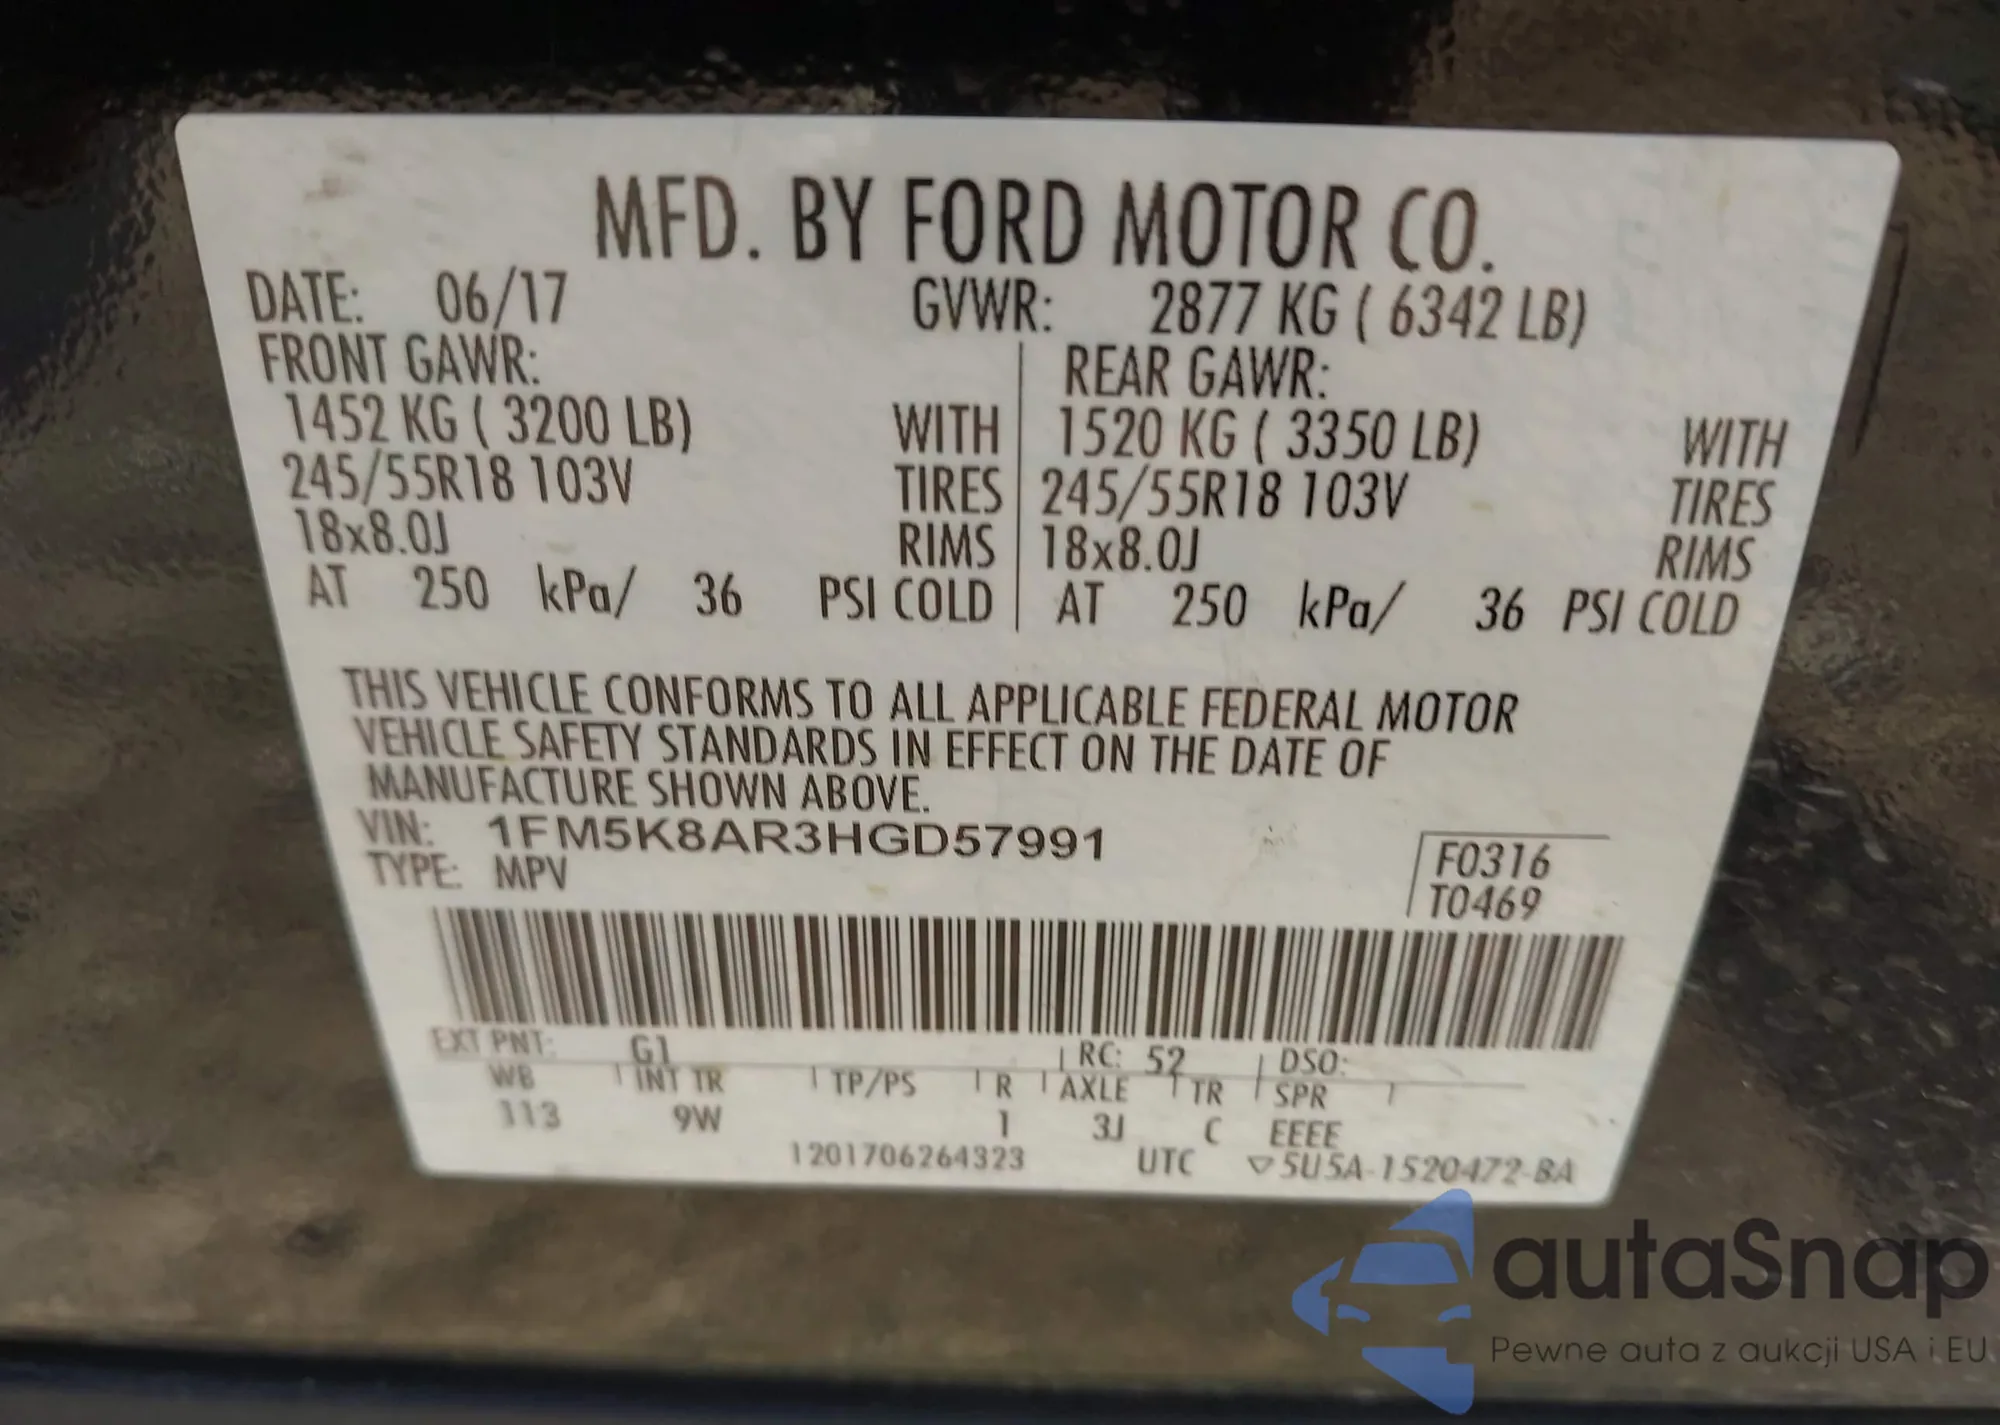 MFD. BY FORD MOTOR CO.
DATE: 06/17 GVWR: 2877 KG ( 6342 LB)
FRONT GAWR: REAR GAWR:
1452 KG ( 3200 LB) WITH 1520 KG ( 3350 LB) WITH
245/55R18 103V TIRES 245/55R18 103V TIRES
18x8.0J RIMS 18x8.0J RIMS
AT 250 kPa/ 36 PSI COLD AT 250 kPa/ 36 PSI COLD
THIS VEHICLE CONFORMS TO ALL APPLICABLE FEDERAL MOTOR
VEHICLE SAFETY STANDARDS IN EFFECT ON THE DATE OF
MANUFACTURE SHOWN ABOVE.
VIN: 1FM5K8AR3HGD57991
TYPE: MPV
F0316
T0469
EXT PNT: G1 RC: 52 DSO:
WB INT TR TP/PS R AXLE TR SPR
113 9W 1 3J C EEEE
1201706264323 UTC ▽5U5A-1520472-BA
autaSnap
Pewne auta z aukcji USA i EU